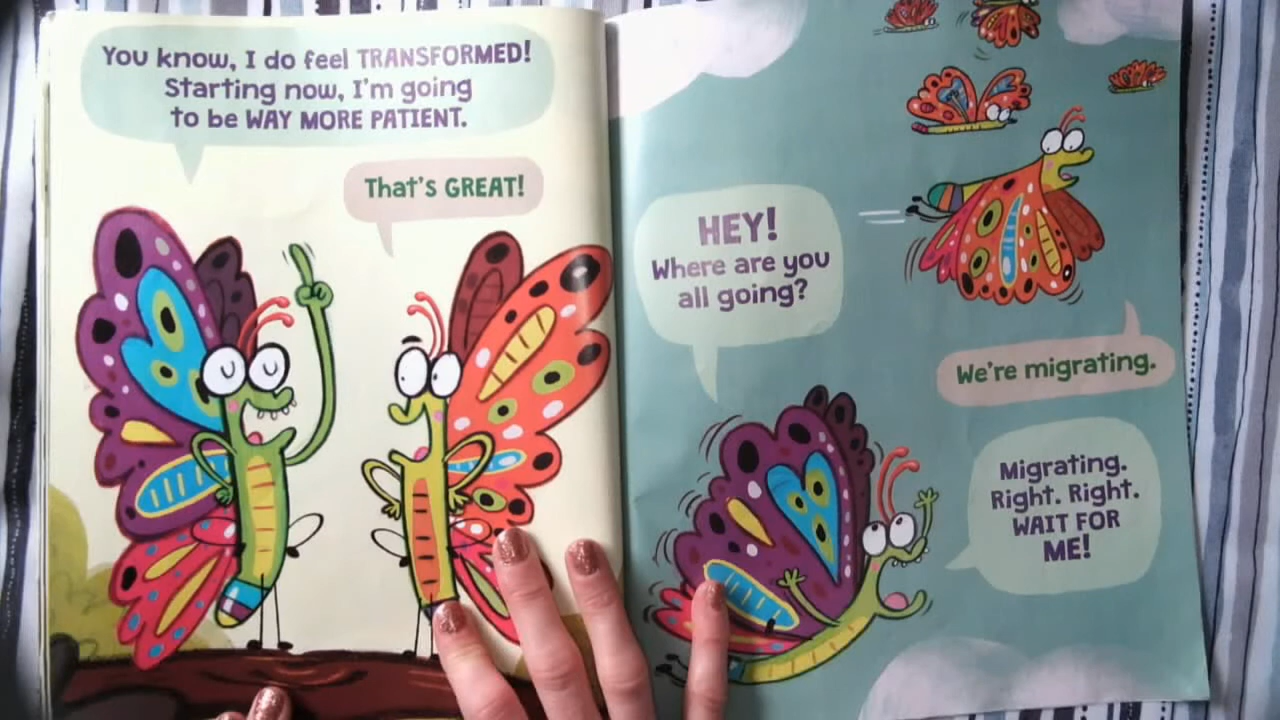 You know, I do feel TRANSFORMED!
Starting now, I'm going
to be WAY MORE PATIENT.
That's GREAT!
HEY!
Where are you
all going?
We're migrating.
Migrating.
Right. Right.
WAIT FOR
ME!